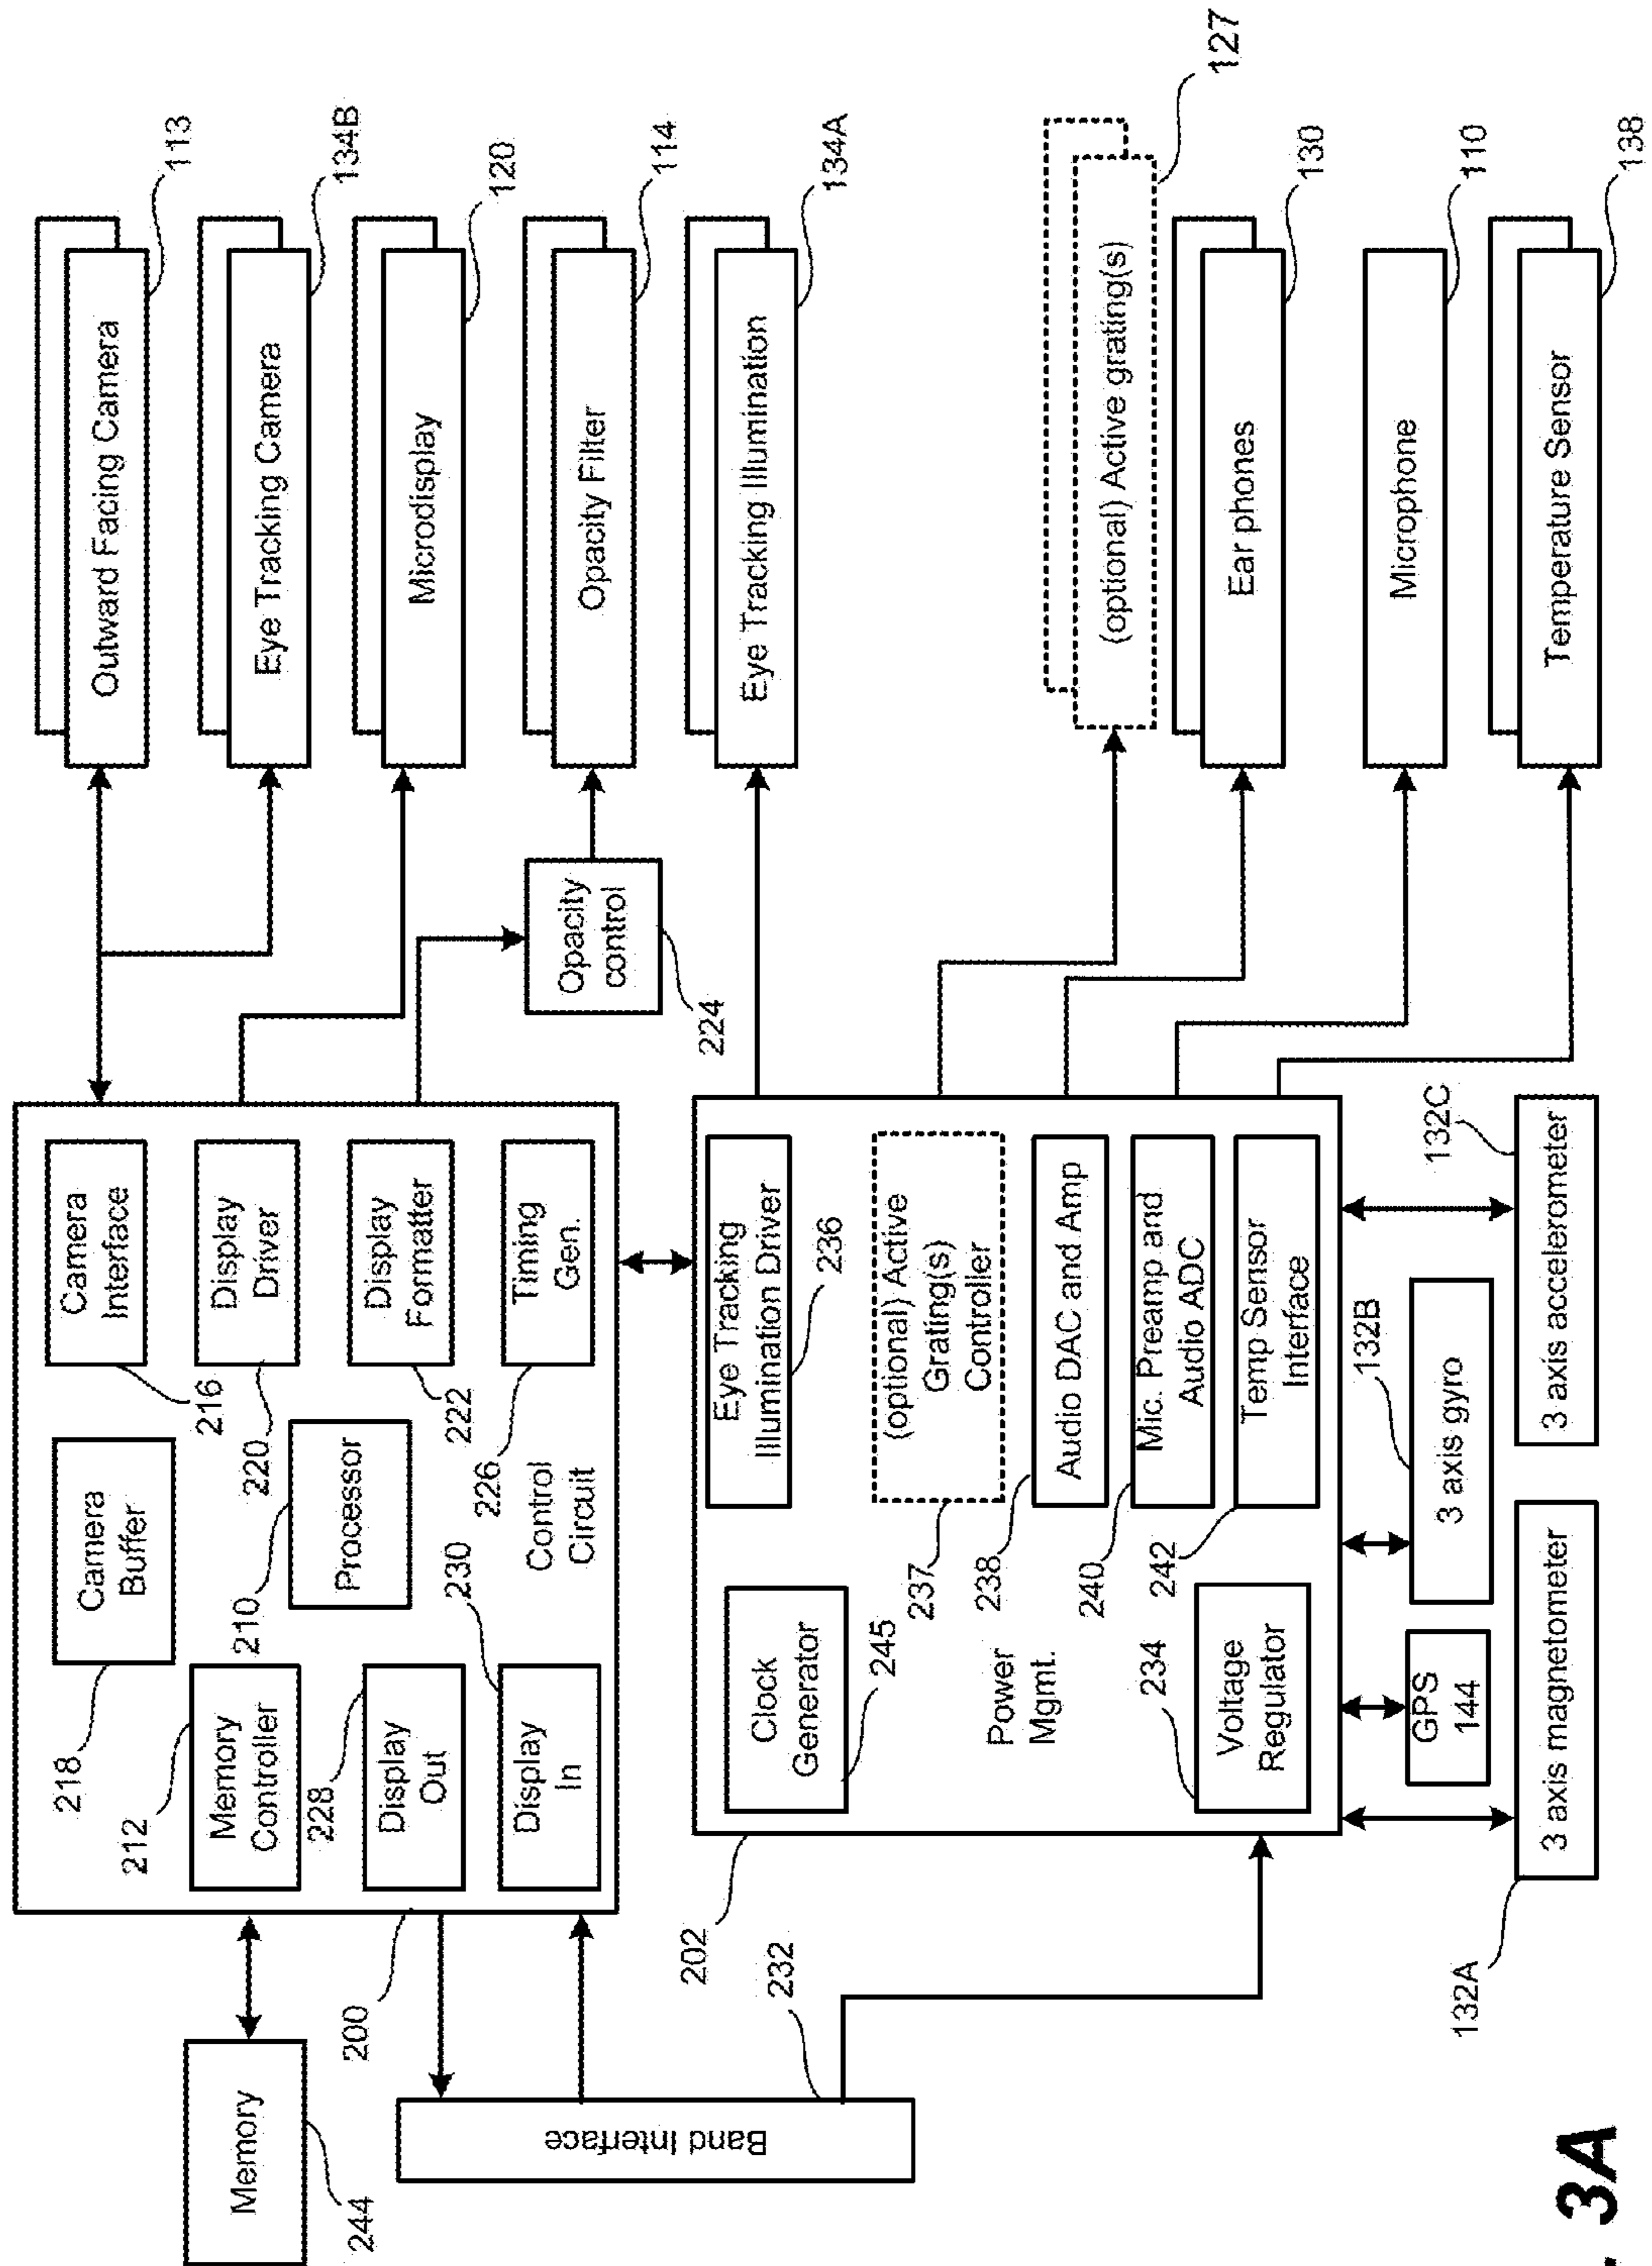 Outward Facing Camera
113
Eye Tracking Camera
134B
Microdisplay
120
Opacity Filter
114
Eye Tracking Illumination
134A
(optional) Active grating(s)
127
Ear phones
130
Microphone
110
Temperature Sensor
138
Opacity
control
224
Camera
Interface
216
Display
Driver
220
Display
Formatter
222
Timing
Gen.
226
Camera
Buffer
218
Processor
210
Control
Circuit
Memory
Controller
212
Display
Out
228
Display
In
230
200
Memory
244
Band Interface
232
202
Eye Tracking
Illumination Driver
236
(optional) Active
Grating(s)
Controller
237
Audio DAC and Amp
238
Mic. Preamp and
Audio ADC
240
Temp Sensor
Interface
242
Clock
Generator
245
Power
Mgmt.
Voltage
Regulator
234
GPS
144
3 axis magnetometer
132A
3 axis gyro
132B
3 axis accelerometer
132C
3A